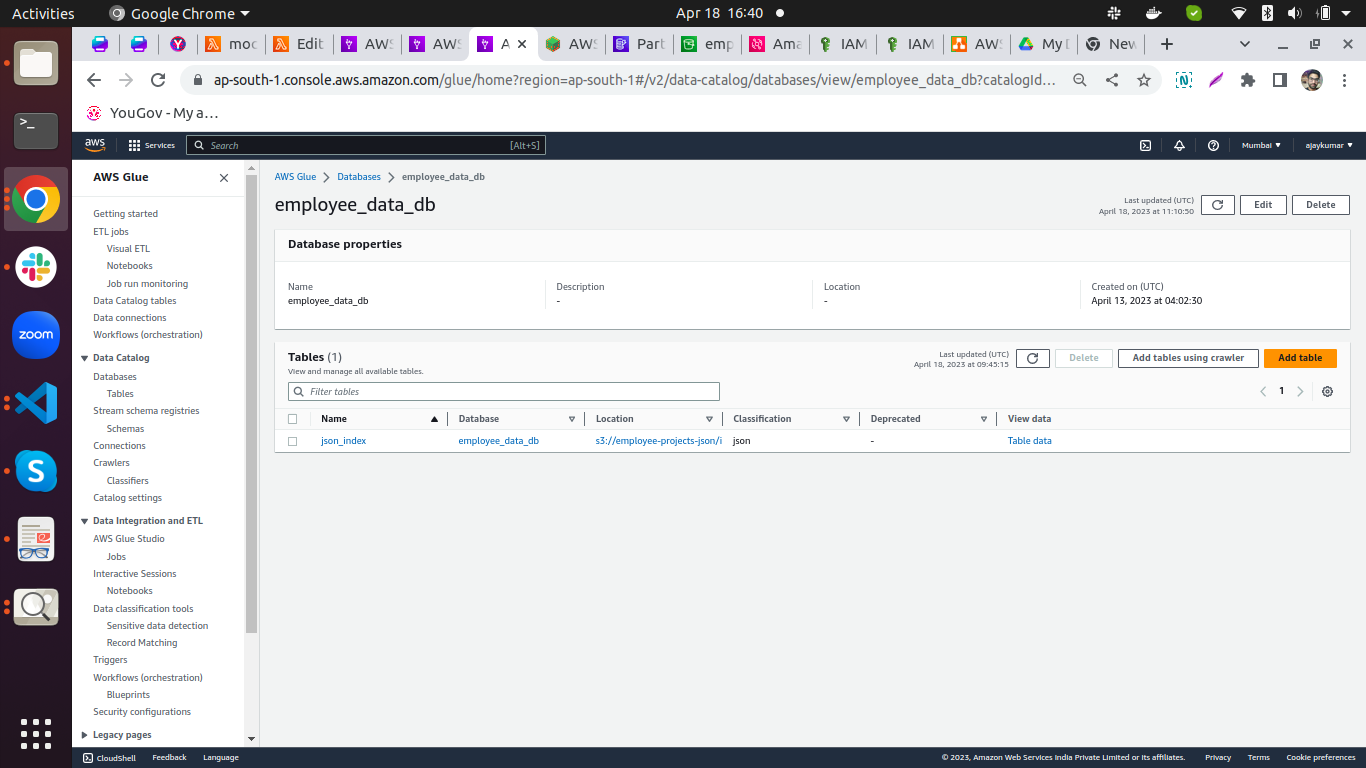 Activities
Google Chrome
Apr 18 16:40
moc
Edit
AWS
AWS
A
AWS
Part
emp
Ama
IAM
IAM
AWS
My D
New
ap-south-1.console.aws.amazon.com/glue/home?region=ap-south-1#/v2/data-catalog/databases/view/employee_data_db?catalogId…
YouGov - My a…
aws
Services
Search
[Alt+S]
Mumbai
ajaykumar
AWS Glue
Getting started
ETL jobs
Visual ETL
Notebooks
Job run monitoring
Data Catalog tables
Data connections
Workflows (orchestration)
Data Catalog
Databases
Tables
Stream schema registries
Schemas
Connections
Crawlers
Classifiers
Catalog settings
Data Integration and ETL
AWS Glue Studio
Jobs
Interactive Sessions
Notebooks
Data classification tools
Sensitive data detection
Record Matching
Triggers
Workflows (orchestration)
Blueprints
Security configurations
Legacy pages
AWS Glue
Databases
employee_data_db
employee_data_db
Last updated (UTC)
April 18, 2023 at 11:10:50
Edit
Delete
Database properties
Name
employee_data_db
Description
-
Location
-
Created on (UTC)
April 13, 2023 at 04:02:30
Tables (1)
View and manage all available tables.
Last updated (UTC)
April 18, 2023 at 09:45:15
Delete
Add tables using crawler
Add table
Filter tables
1
Name Database Location Classification Deprecated View data
json_index employee_data_db s3://employee-projects-json/i json - Table data
zoom
S
CloudShell
Feedback
Language
© 2023, Amazon Web Services India Private Limited or its affiliates.
Privacy
Terms
Cookie preferences